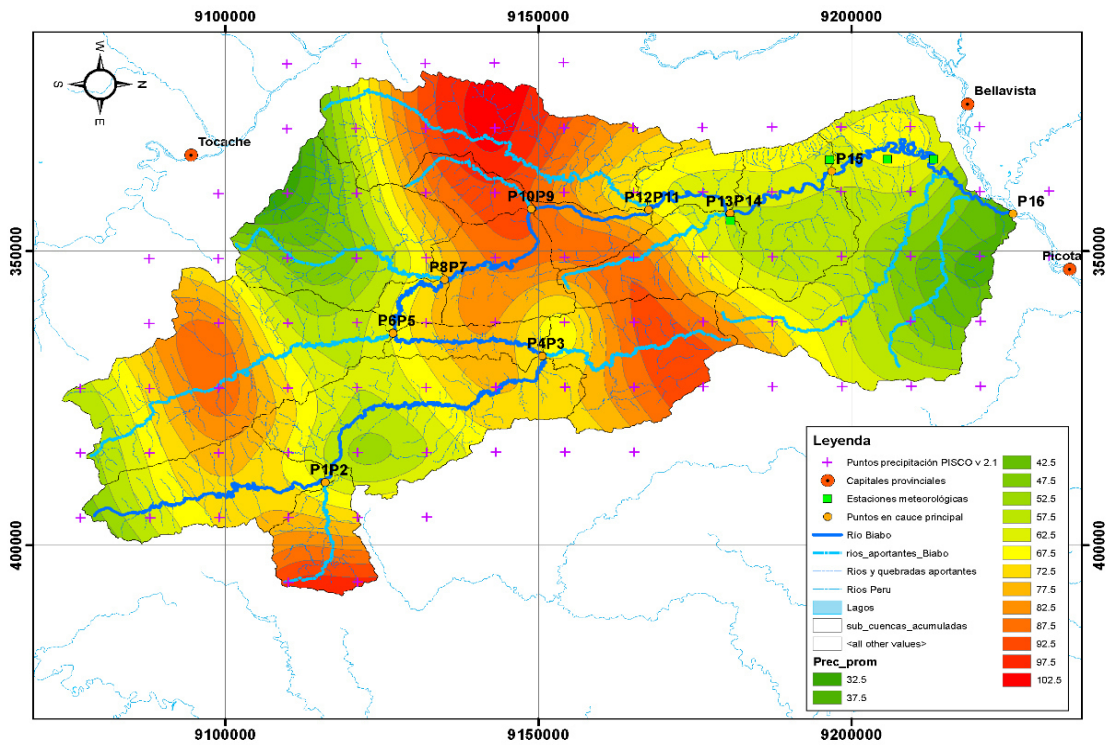 9100000
9150000
9200000
W
S
N
E
Bellavista
Tocache
P15
P10P9
P12P11
P13P14
P16
350000
350000
Picota
P8P7
P6P5
P4P3
P1P2
400000
400000
Leyenda
Puntos precipitación PISCO v 2.1
Capitales provinciales
Estaciones meteorológicas
Puntos en cauce principal
Río Biabo
rios_aportantes_Biabo
Rios y quebradas aportantes
Rios Peru
Lagos
sub_cuencas_acumuladas
<all other values>
Prec_prom
32.5
37.5
42.5
47.5
52.5
57.5
62.5
67.5
72.5
77.5
82.5
87.5
92.5
97.5
102.5
9100000
9150000
9200000